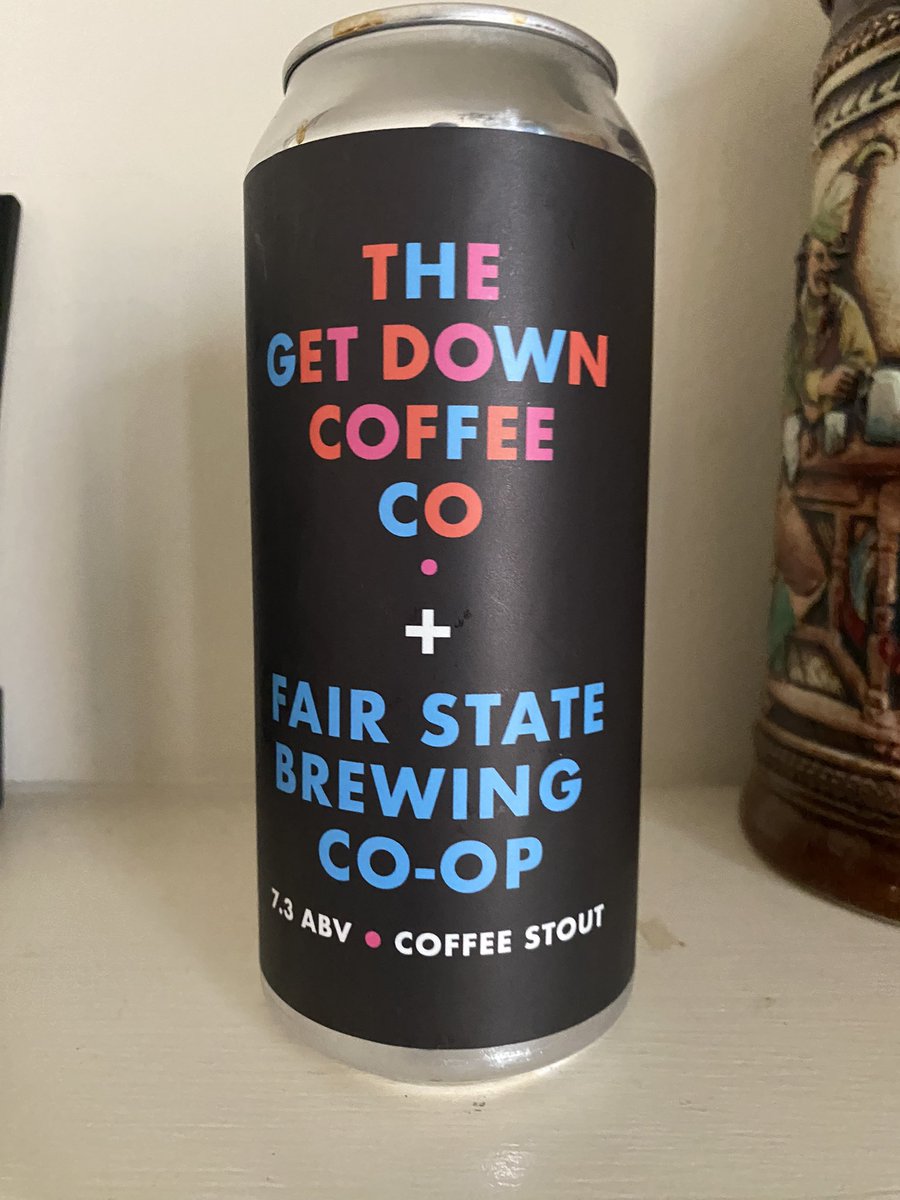 THE
GET DOWN
COFFEE
CO
+
FAIR STATE
BREWING
CO-OP
7.3 ABV • COFFEE STOUT